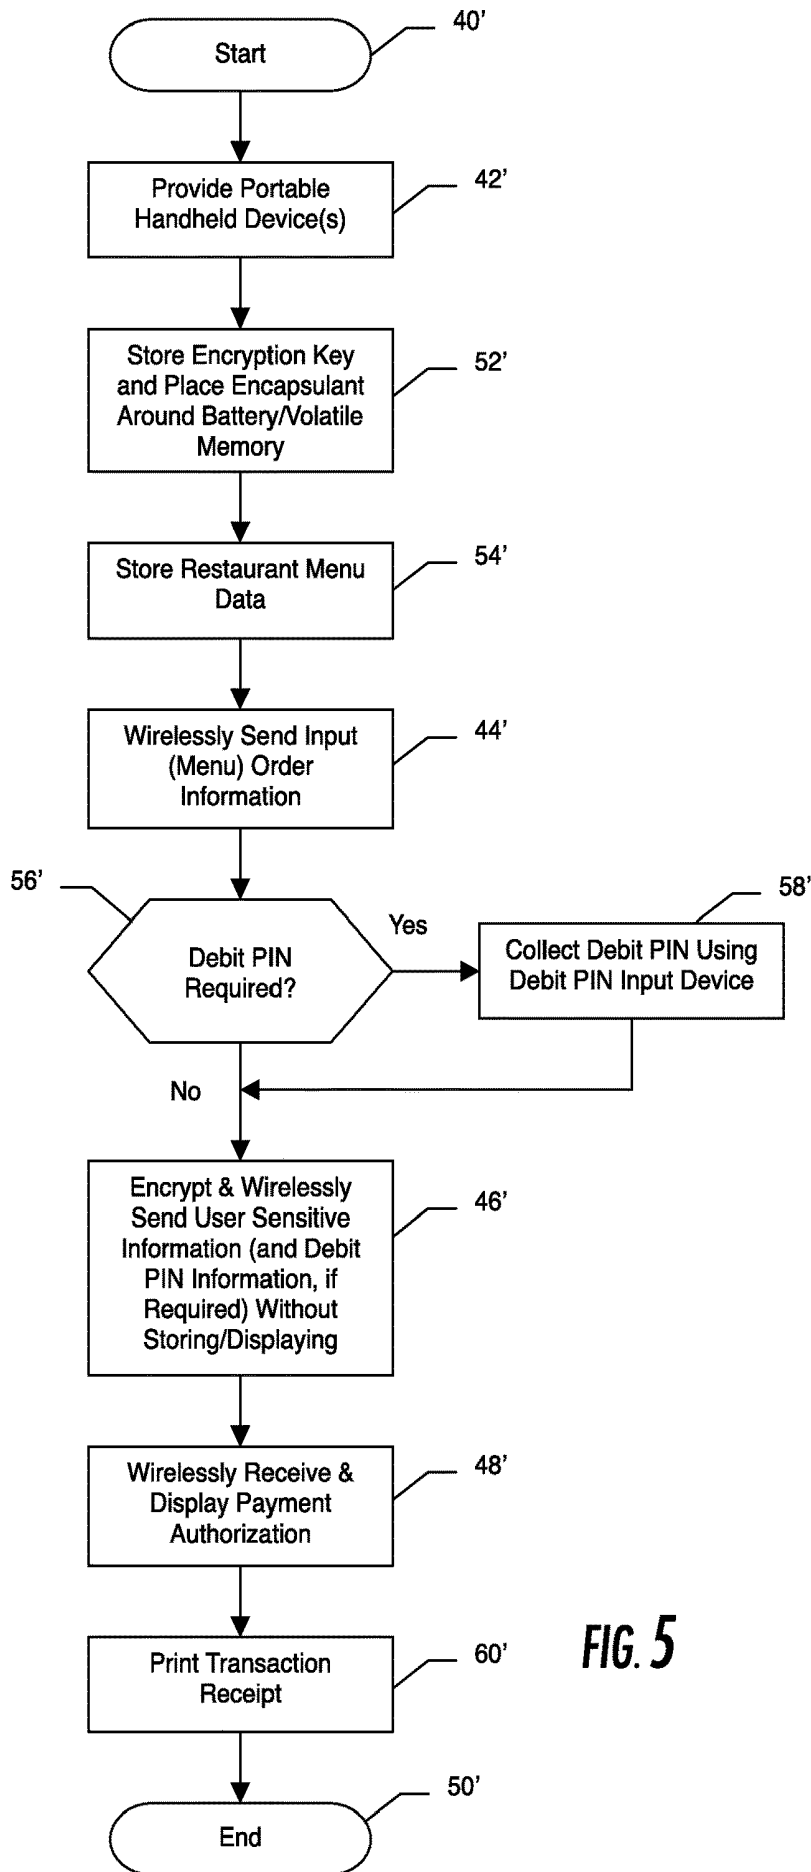 Start
40’
Provide Portable
Handheld Device(s)
42’
Store Encryption Key
and Place Encapsulant
Around Battery/Volatile
Memory
52’
Store Restaurant Menu
Data
54’
Wirelessly Send Input
(Menu) Order
Information
44’
56’
Debit PIN
Required?
Yes
58’
Collect Debit PIN Using
Debit PIN Input Device
No
Encrypt & Wirelessly
Send User Sensitive
Information (and Debit
PIN Information, if
Required) Without
Storing/Displaying
46’
Wirelessly Receive &
Display Payment
Authorization
48’
Print Transaction
Receipt
60’
FIG. 5
End
50’